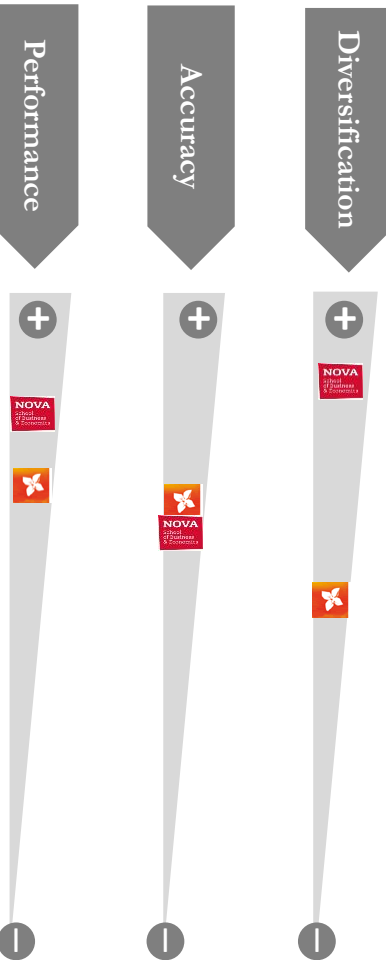 Performance
Accuracy
Diversification
+
+
+
NOVA
School
of Business
& Economics
NOVA
School
of Business
& Economics
NOVA
School
of Business
& Economics